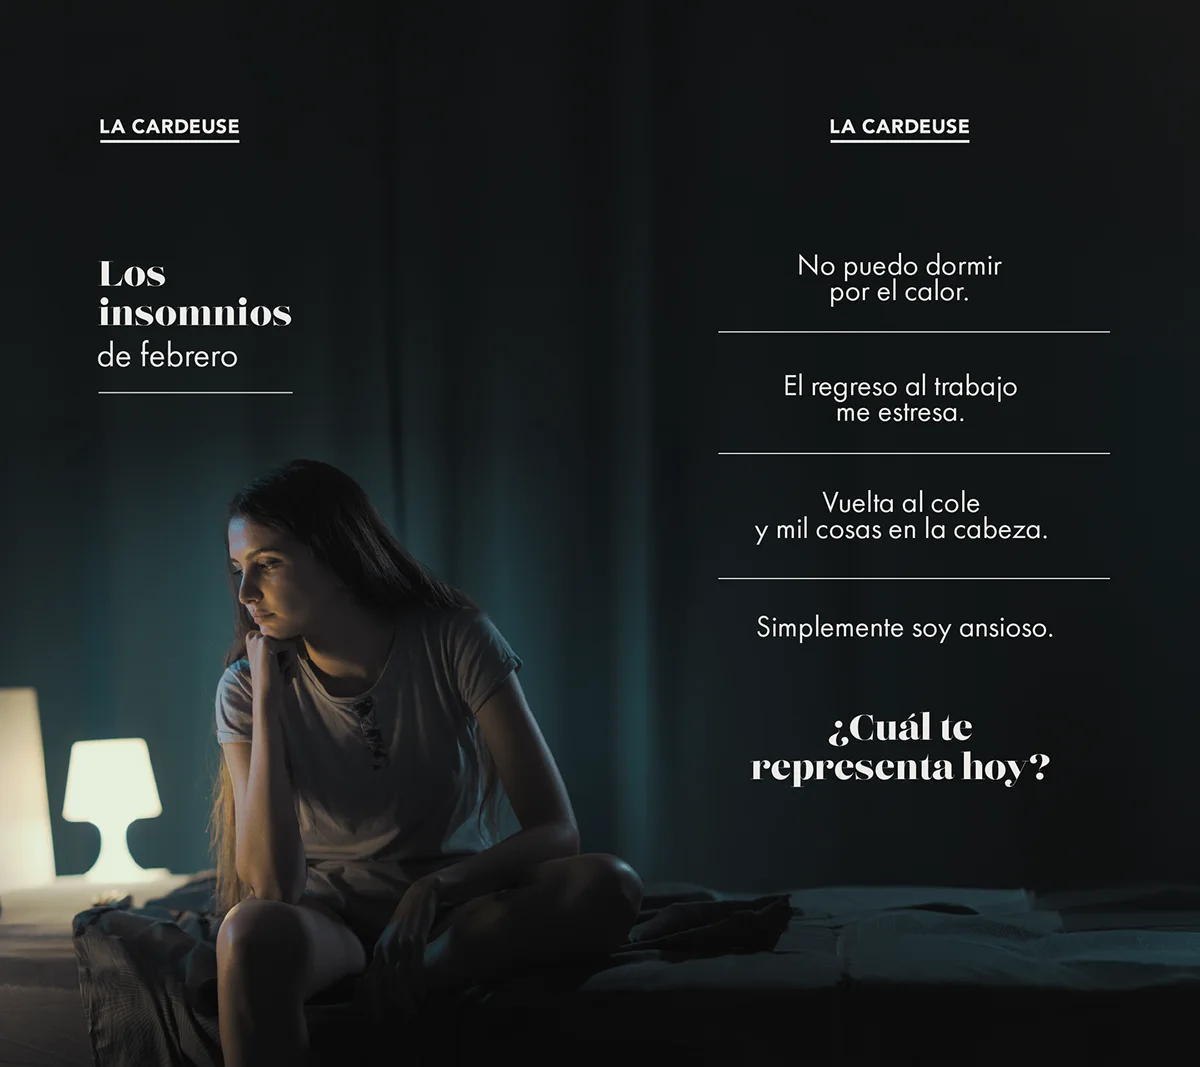 LA CARDEUSE
Los
insomnios
de febrero
LA CARDEUSE
No puedo dormir
por el calor.
El regreso al trabajo
me estresa.
Vuelta al cole
y mil cosas en la cabeza.
Simplemente soy ansioso.
¿Cuál te
representa hoy?